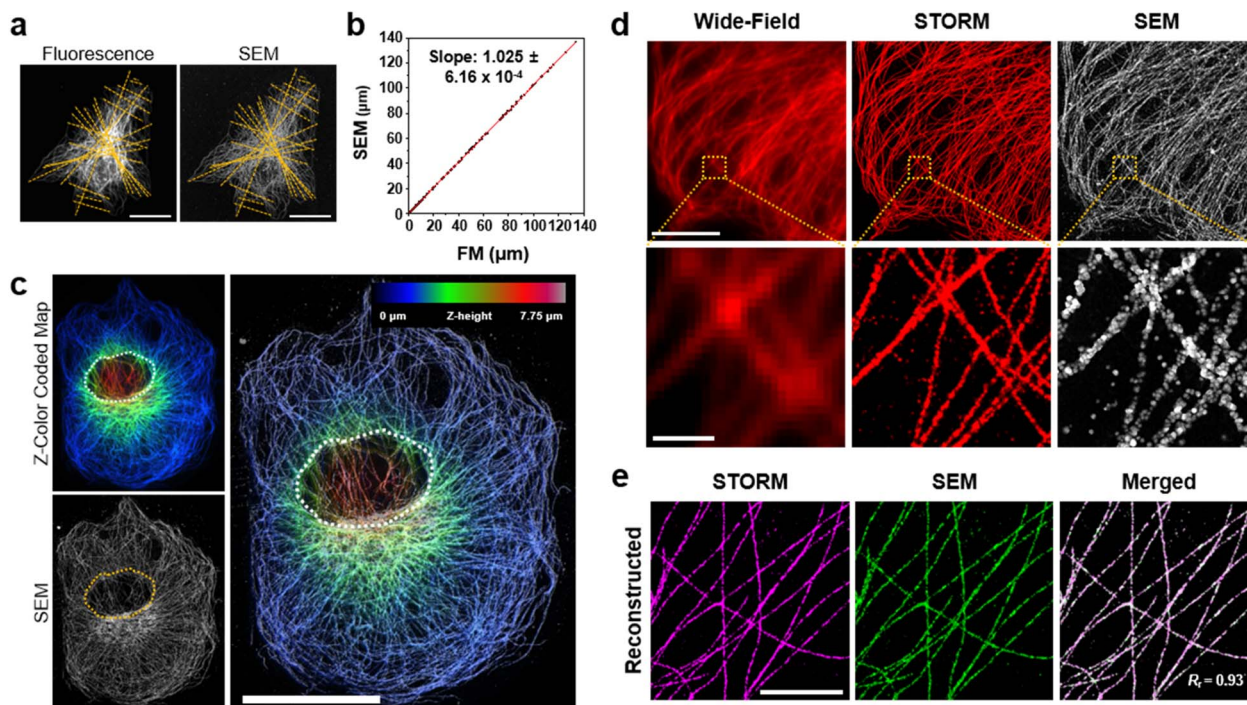 a
Fluorescence SEM
b
140
120
100
80
60
40
20
0
SEM (µm)
Slope: 1.025 ±
6.16 x 10⁻⁴
0 20 40 60 80 100 120 140
FM (µm)
c
Z-Color Coded Map
SEM
0 µm Z-height 7.75 µm
d
Wide-Field STORM SEM
e
STORM SEM Merged
Reconstructed
Rr = 0.93